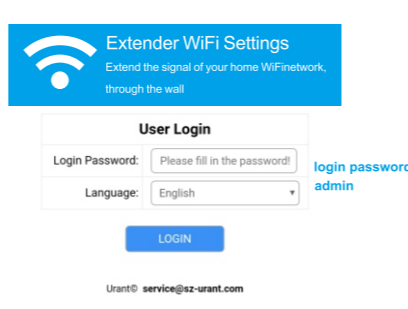 Extender WiFi Settings
Extend the signal of your home WiFinetwork,
through the wall
User Login
Login Password: Please fill in the password!
login password
admin
Language: English
LOGIN
Urant© service@sz-urant.com